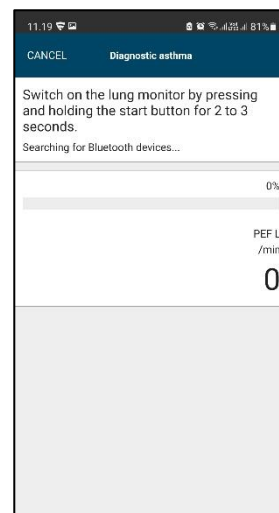 11.19 81%
CANCEL Diagnostic asthma
Switch on the lung monitor by pressing
and holding the start button for 2 to 3
seconds.
Searching for Bluetooth devices...
0%
PEF L
/min
0